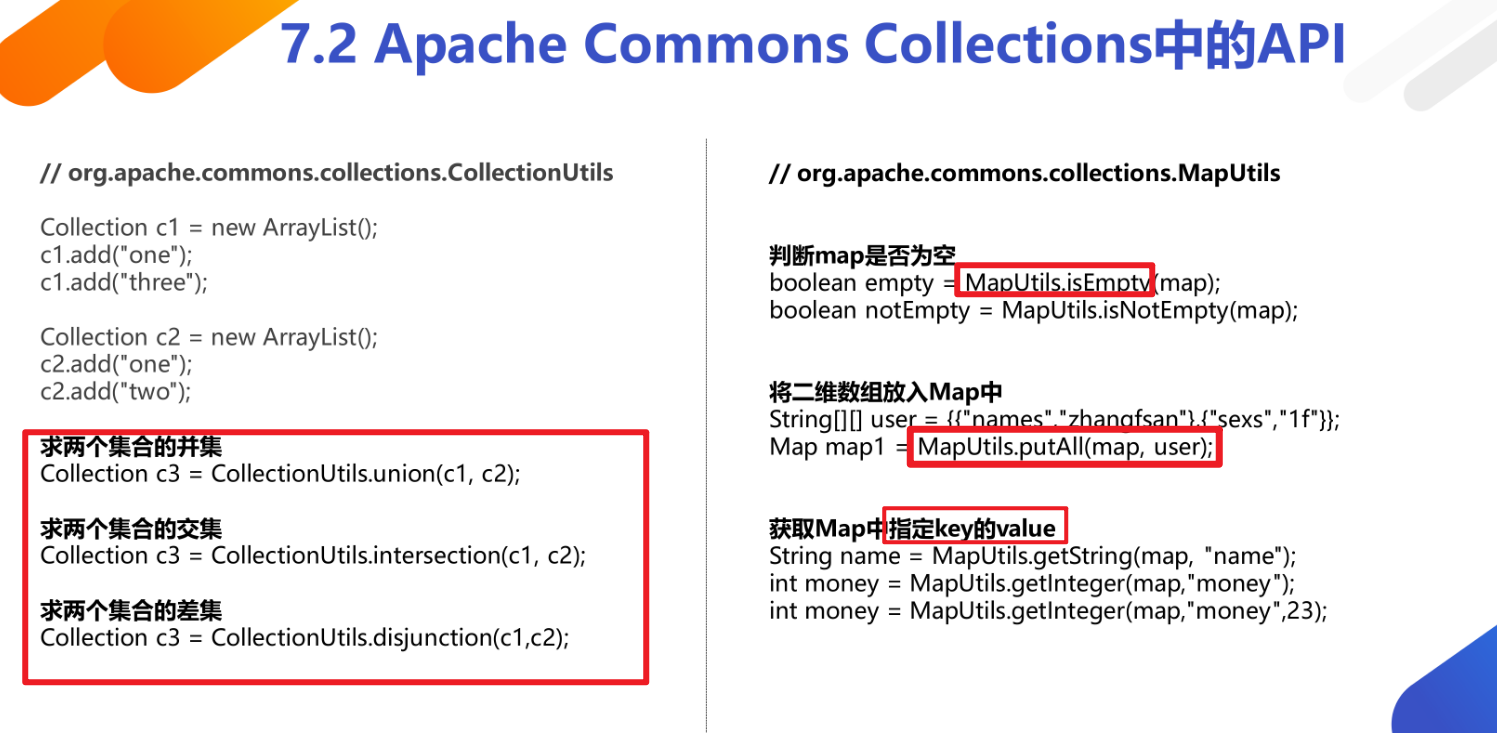 7.2 Apache Commons Collections中的API
// org.apache.commons.collections.CollectionUtils
Collection c1 = new ArrayList();
c1.add("one");
c1.add("three");
Collection c2 = new ArrayList();
c2.add("one");
c2.add("two");
求两个集合的并集
Collection c3 = CollectionUtils.union(c1, c2);
求两个集合的交集
Collection c3 = CollectionUtils.intersection(c1, c2);
求两个集合的差集
Collection c3 = CollectionUtils.disjunction(c1,c2);
// org.apache.commons.collections.MapUtils
判断map是否为空
boolean empty = MapUtils.isEmpty(map);
boolean notEmpty = MapUtils.isNotEmpty(map);
将二维数组放入Map中
String[][] user = {{"names","zhangfsan"},{"sexs","1f"}};
Map map1 = MapUtils.putAll(map, user);
获取Map中指定key的value
String name = MapUtils.getString(map, "name");
int money = MapUtils.getInteger(map,"money");
int money = MapUtils.getInteger(map,"money",23);